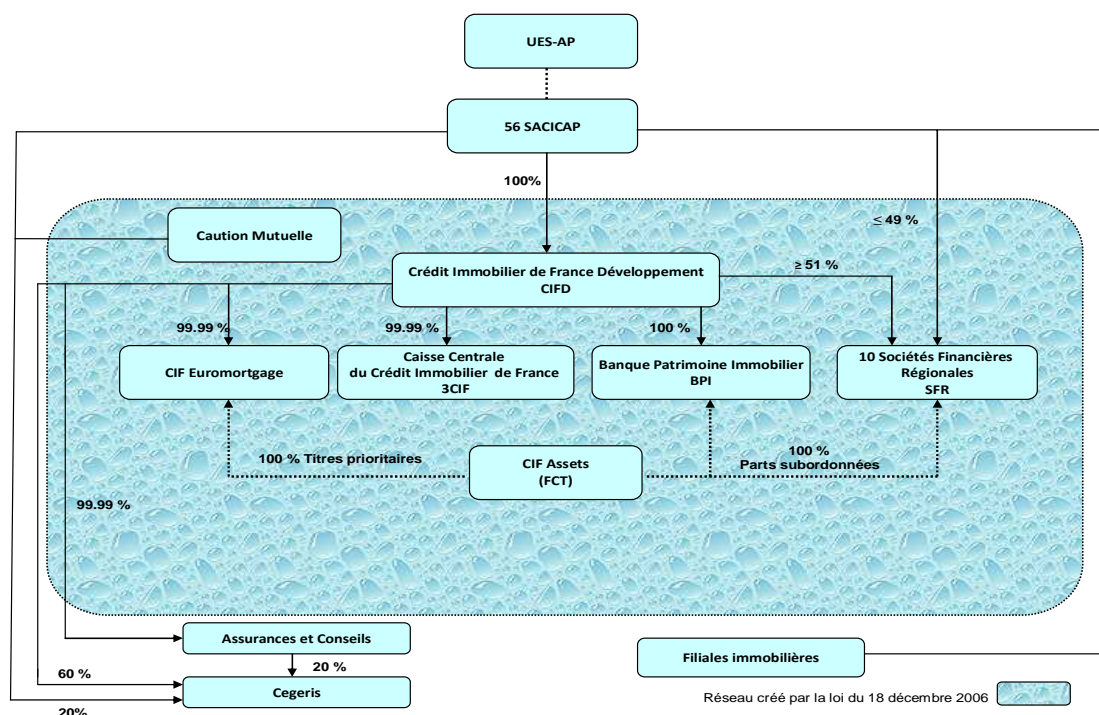 UES-AP
56 SACICAP
100%
≤ 49 %
Caution Mutuelle
Crédit Immobilier de France Développement
CIFD
≥ 51 %
99.99 %
99.99 %
100 %
CIF Euromortgage
Caisse Centrale
du Crédit Immobilier de France
3CIF
Banque Patrimoine Immobilier
BPI
10 Sociétés Financières
Régionales
SFR
100 % Titres prioritaires
CIF Assets
(FCT)
100 %
Parts subordonnées
99.99 %
Assurances et Conseils
20 %
Filiales immobilières
60 %
Cegeris
20%
Réseau créé par la loi du 18 décembre 2006